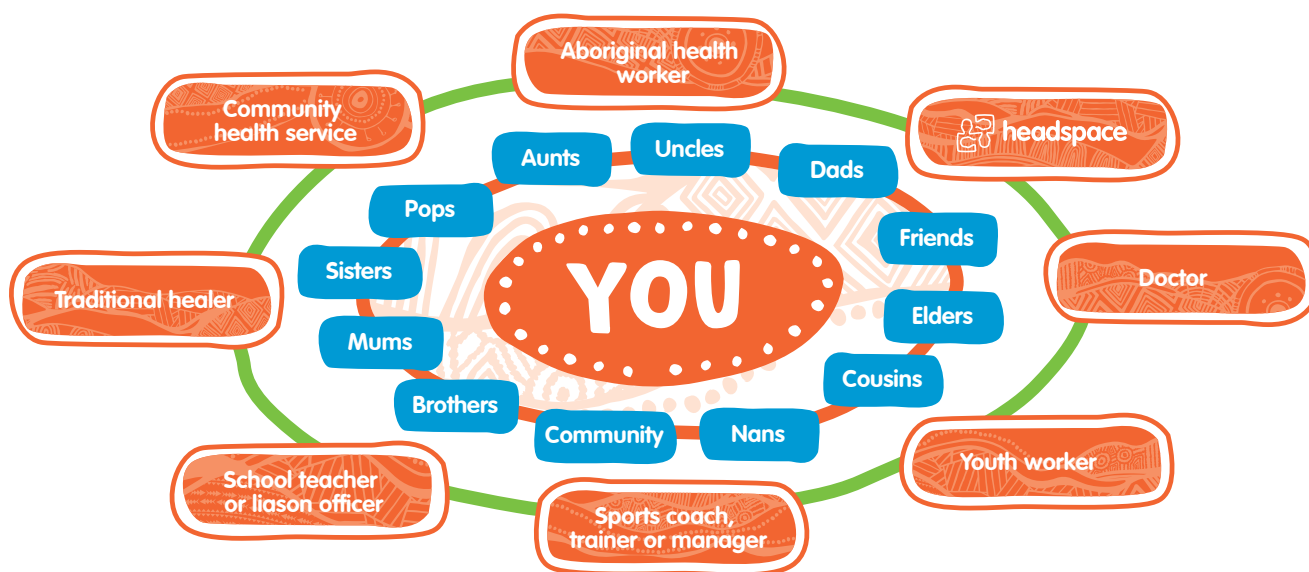 Aboriginal health
worker
Community
health service
headspace
Aunts
Uncles
Dads
Pops
Friends
Sisters
YOU
Traditional healer
Doctor
Elders
Mums
Cousins
Brothers
Community
Nans
School teacher
or liason officer
Youth worker
Sports coach,
trainer or manager